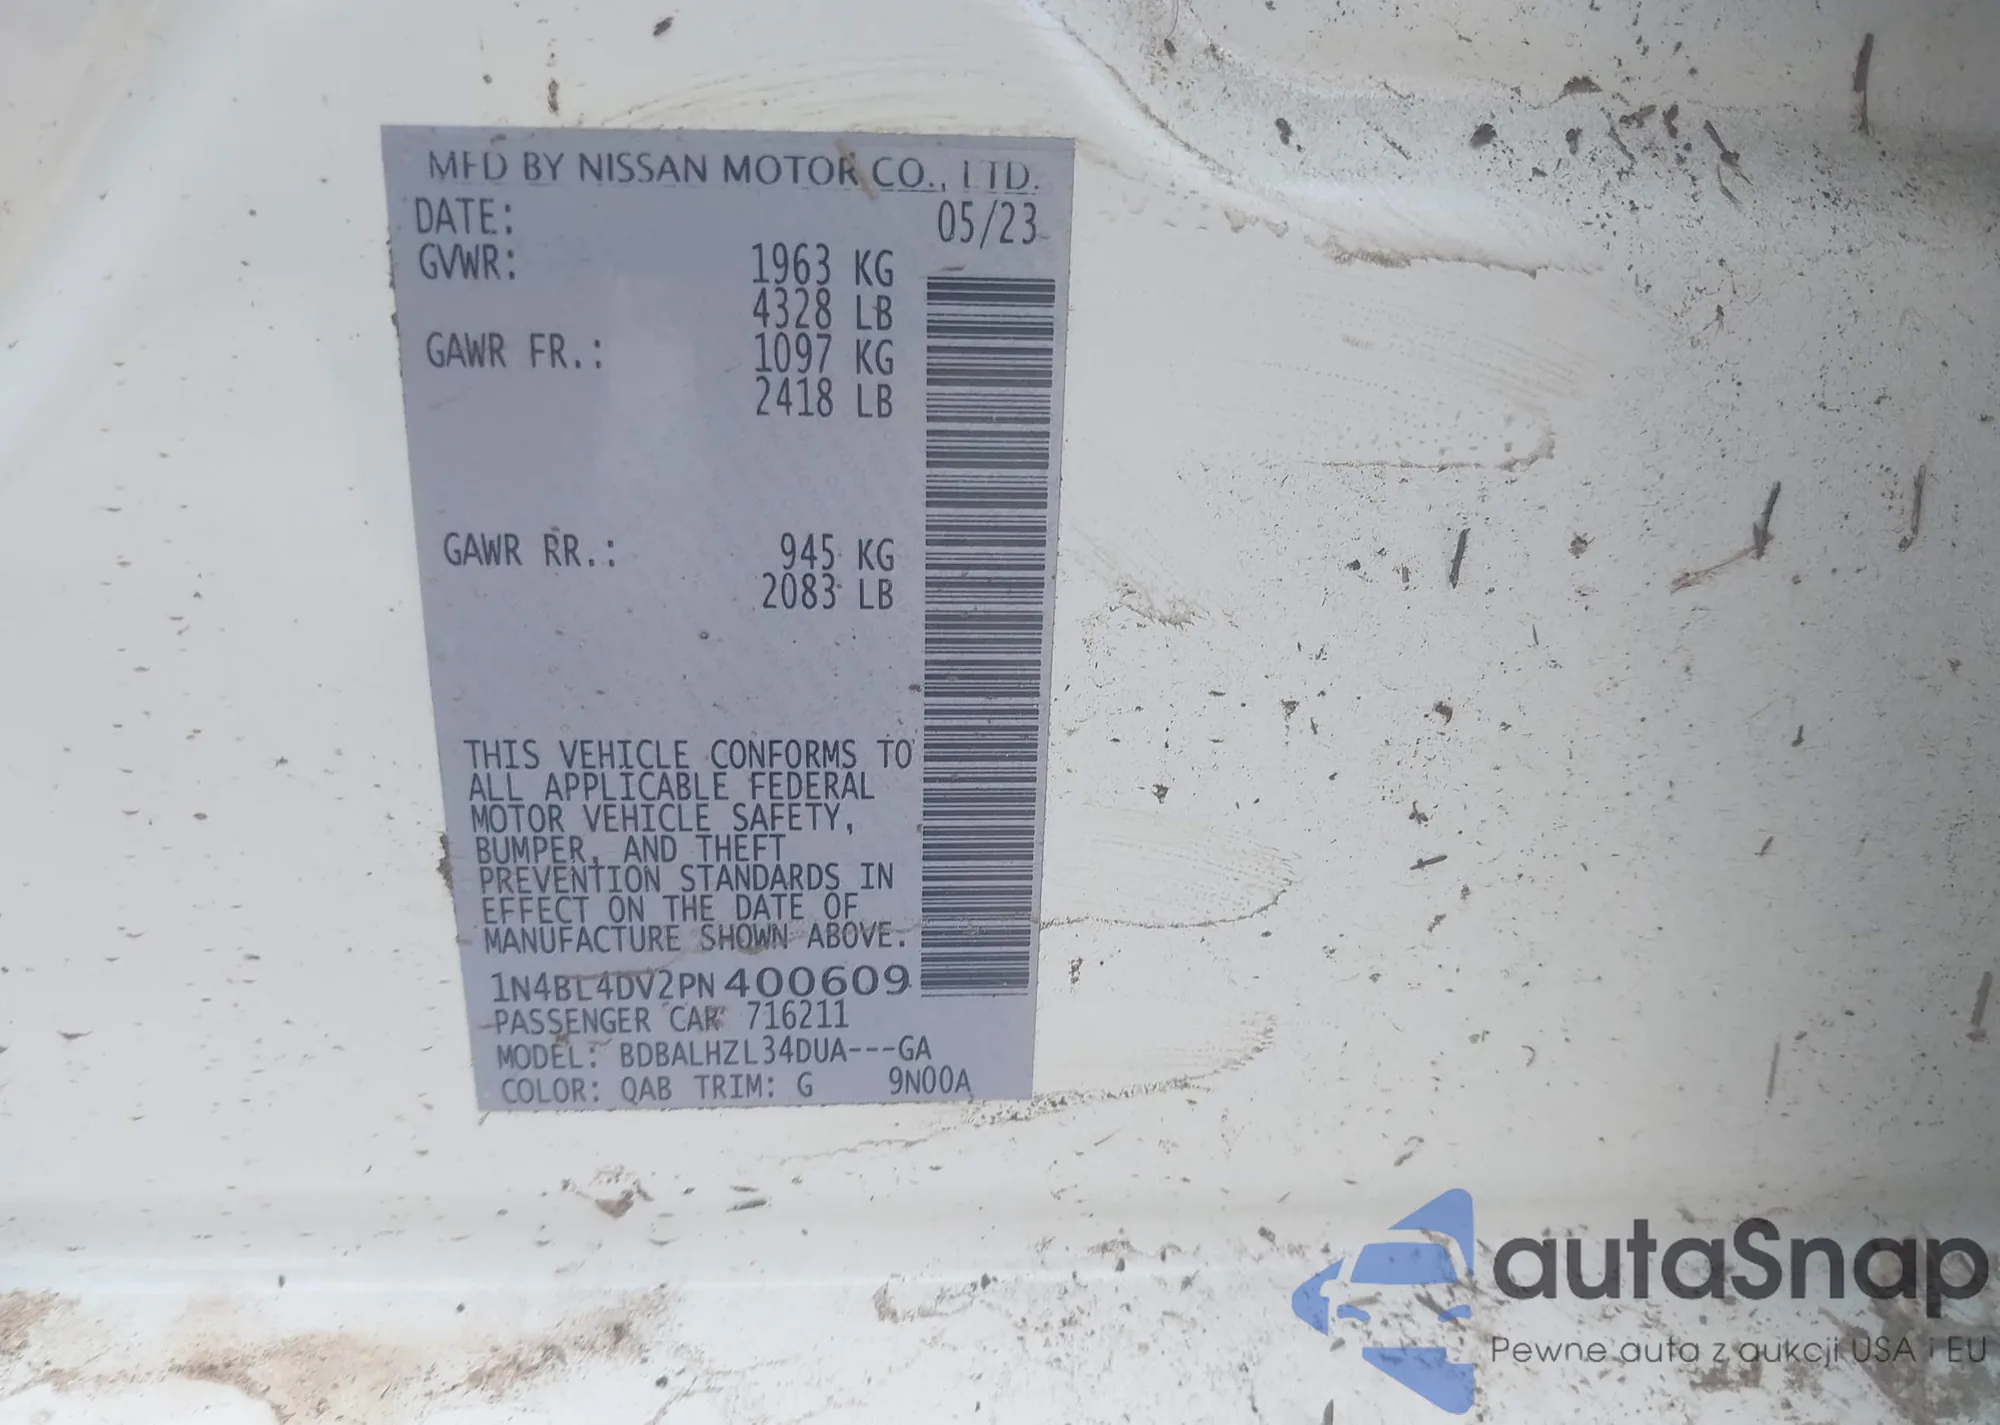 MFD BY NISSAN MOTOR CO., LTD.
DATE: 05/23
GVWR: 1963 KG
4328 LB
GAWR FR.: 1097 KG
2418 LB
GAWR RR.: 945 KG
2083 LB
THIS VEHICLE CONFORMS TO
ALL APPLICABLE FEDERAL
MOTOR VEHICLE SAFETY,
BUMPER, AND THEFT
PREVENTION STANDARDS IN
EFFECT ON THE DATE OF
MANUFACTURE SHOWN ABOVE.
1N4BL4DV2PN400609
PASSENGER CAR 716211
MODEL: BDBALHZL34DUA---GA
COLOR: QAB TRIM: G 9N00A
autaSnap
Pewne auta z aukcji USA i EU